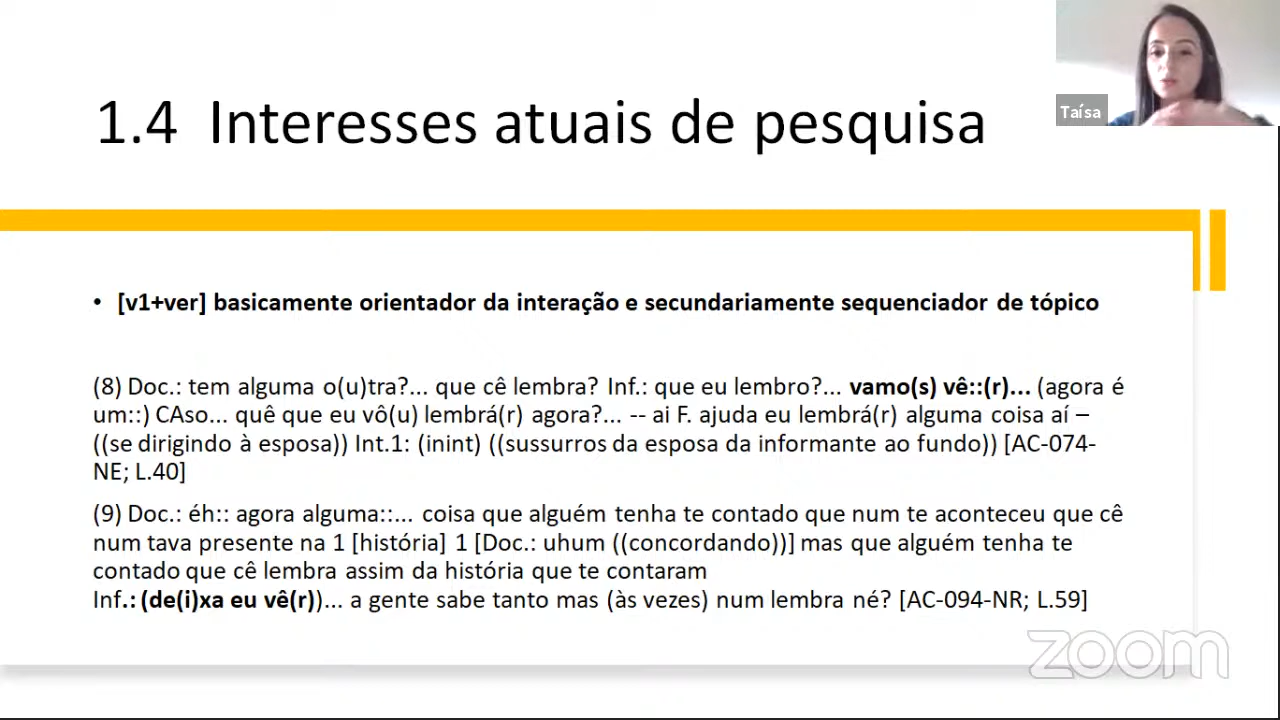 1.4 Interesses atuais de pesquisa
Taísa
• [v1+ver] basicamente orientador da interação e secundariamente sequenciador de tópico
(8) Doc.: tem alguma o(u)tra?... que cê lembra? Inf.: que eu lembro?... vamo(s) vê::(r)... (agora é
um::) CAso... quê que eu vô(u) lembrá(r) agora?... -- ai F. ajuda eu lembrá(r) alguma coisa aí –
((se dirigindo à esposa)) Int.1: (inint) ((sussurros da esposa da informante ao fundo)) [AC-074-
NE; L.40]
(9) Doc.: éh:: agora alguma::... coisa que alguém tenha te contado que num te aconteceu que cê
num tava presente na 1 [história] 1 [Doc.: uhum ((concordando))] mas que alguém tenha te
contado que cê lembra assim da história que te contaram
Inf.: (de(i)xa eu vê(r))... a gente sabe tanto mas (às vezes) num lembra né? [AC-094-NR; L.59]
zoom